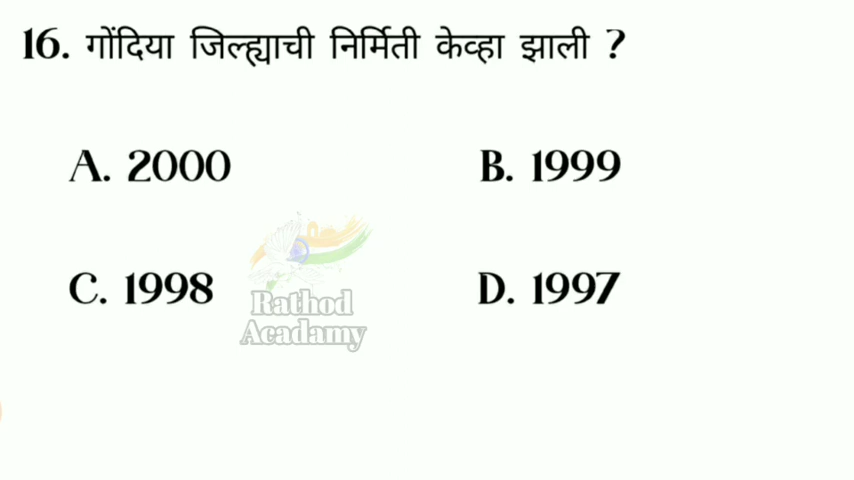 16. गोंदिया जिल्ह्याची निर्मिती केव्हा झाली ?
A. 2000 B. 1999
C. 1998 D. 1997
Rathod
Acadamy